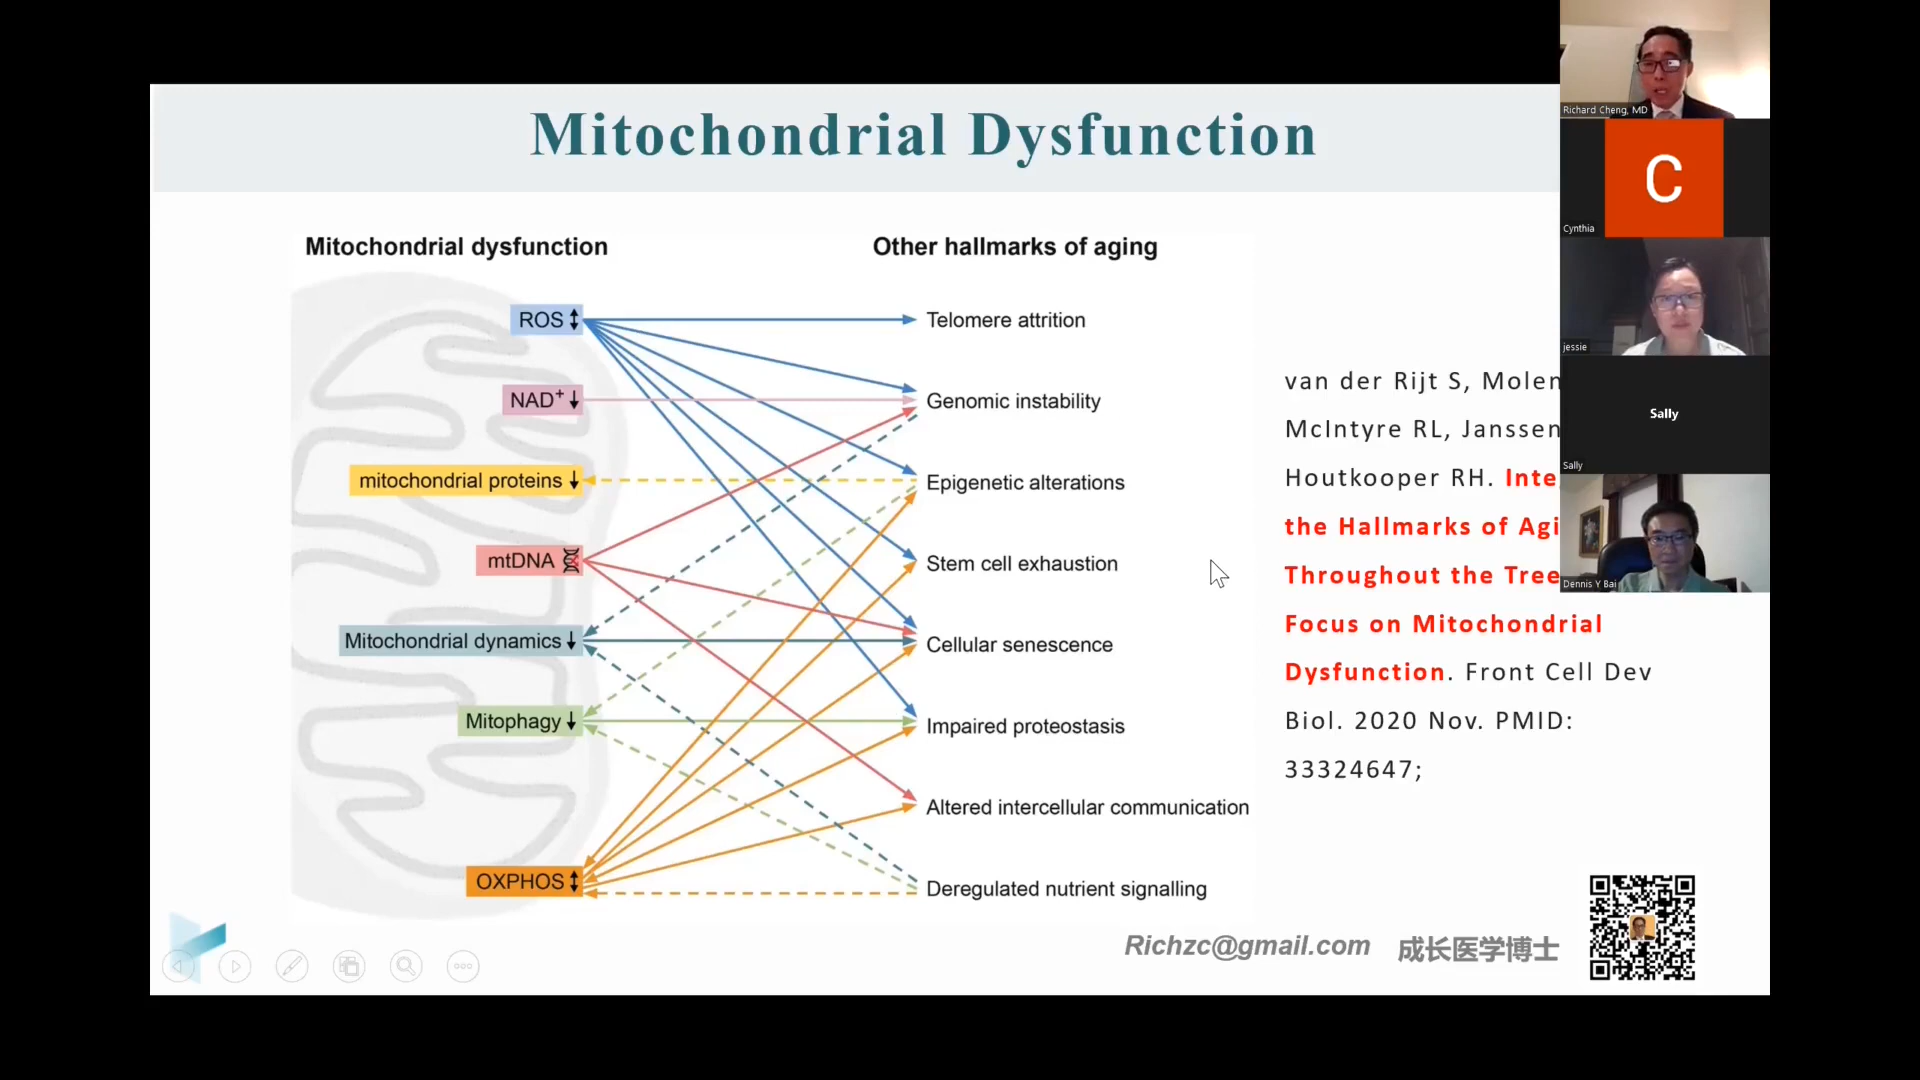 Mitochondrial Dysfunction
Mitochondrial dysfunction
Other hallmarks of aging
ROS
NAD+
mitochondrial proteins
mtDNA
Mitochondrial dynamics
Mitophagy
OXPHOS
Telomere attrition
Genomic instability
Epigenetic alterations
Stem cell exhaustion
Cellular senescence
Impaired proteostasis
Altered intercellular communication
Deregulated nutrient signalling
van der Rijt S, Molen
McIntyre RL, Janssen
Houtkooper RH. Inte
the Hallmarks of Agi
Throughout the Tree
Focus on Mitochondrial
Dysfunction. Front Cell Dev
Biol. 2020 Nov. PMID:
33324647;
Richzc@gmail.com 成长医学博士
Richard Cheng, MD
C
Cynthia
jessie
Sally
Sally
Dennis Y Bai